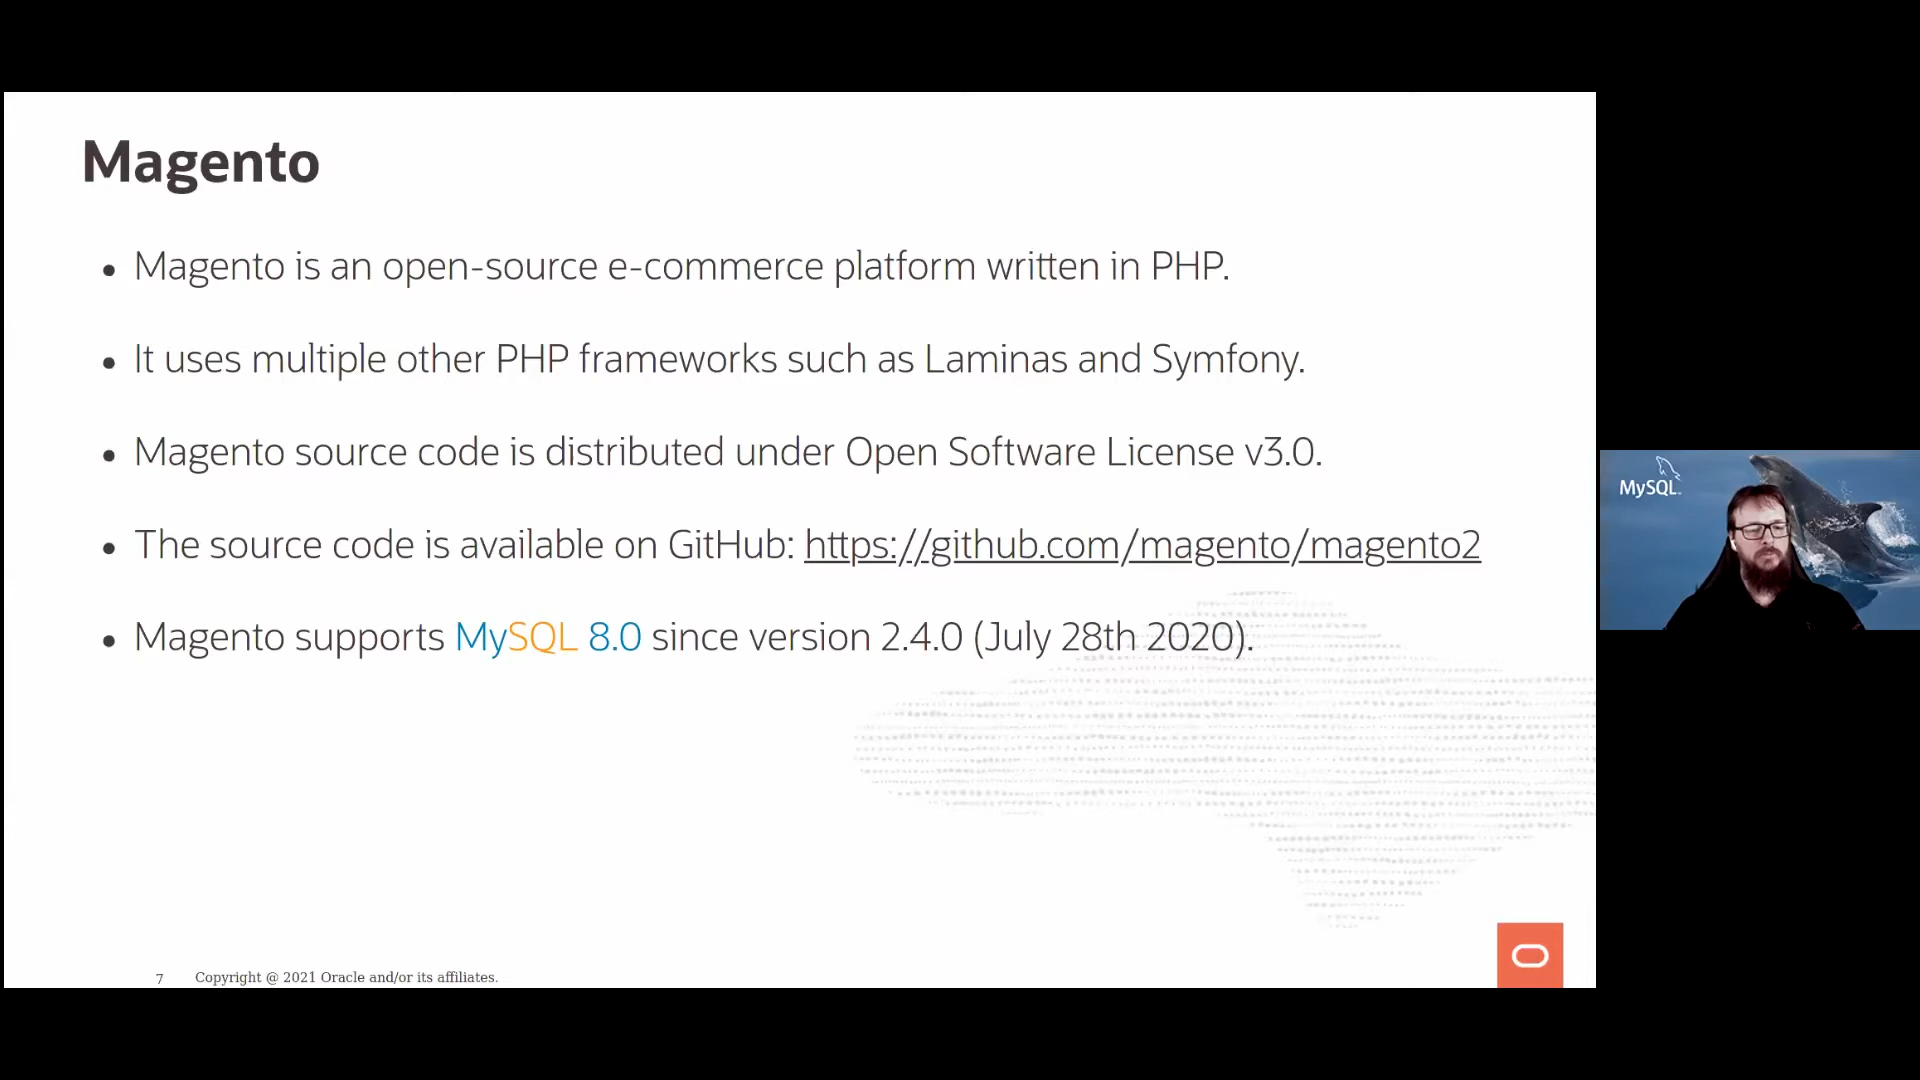 Magento
• Magento is an open-source e-commerce platform written in PHP.
• It uses multiple other PHP frameworks such as Laminas and Symfony.
• Magento source code is distributed under Open Software License v3.0.
• The source code is available on GitHub: https://github.com/magento/magento2
• Magento supports MySQL 8.0 since version 2.4.0 (July 28th 2020).
MySQL™
7 Copyright @ 2021 Oracle and/or its affiliates.